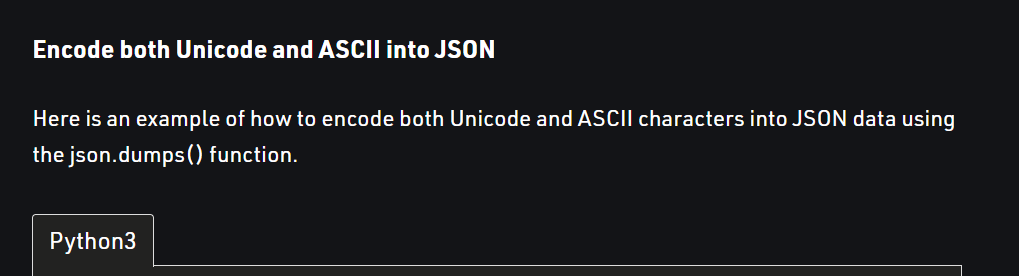 Encode both Unicode and ASCII into JSON
Here is an example of how to encode both Unicode and ASCII characters into JSON data using
the json.dumps() function.
Python3